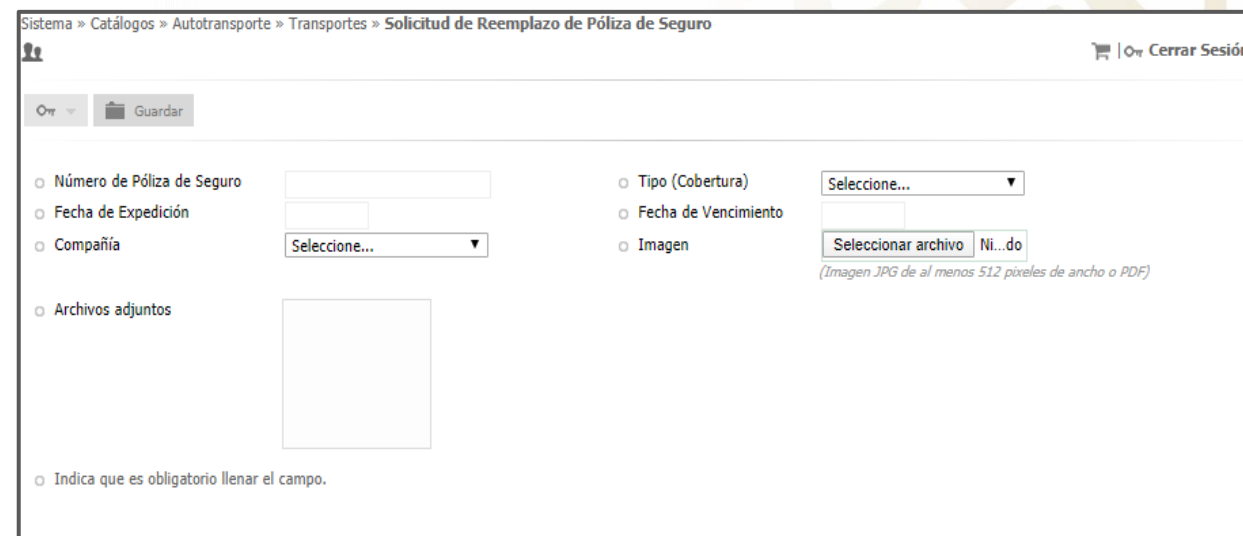 Sistema » Catálogos » Autotransporte » Transportes » Solicitud de Reemplazo de Póliza de Seguro
| Cerrar Sesión
Guardar
Número de Póliza de Seguro Tipo (Cobertura) Seleccione...
Fecha de Expedición Fecha de Vencimiento
Compañía Seleccione... Imagen Seleccionar archivo Ni...do
(Imagen JPG de al menos 512 pixeles de ancho o PDF)
Archivos adjuntos
Indica que es obligatorio llenar el campo.